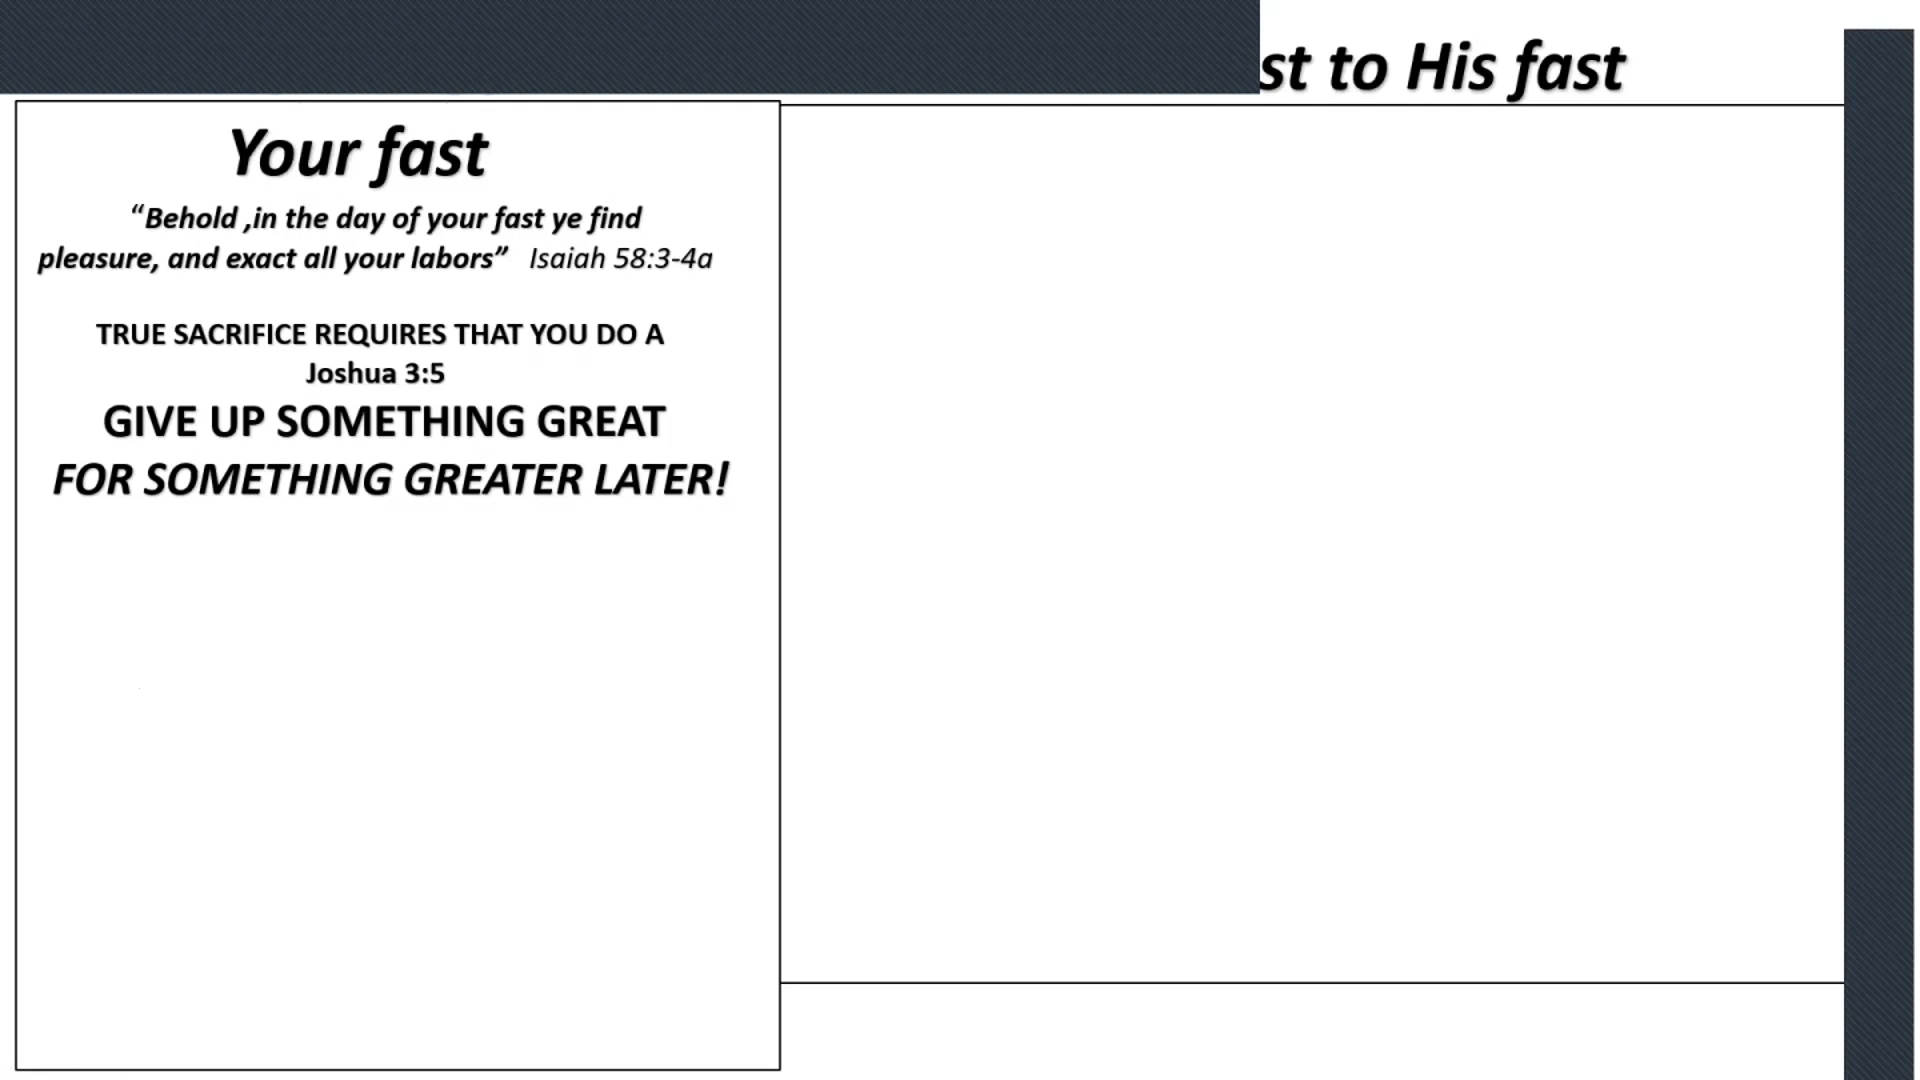 st to His fast
Your fast
“Behold ,in the day of your fast ye find
pleasure, and exact all your labors” Isaiah 58:3-4a
TRUE SACRIFICE REQUIRES THAT YOU DO A
Joshua 3:5
GIVE UP SOMETHING GREAT
FOR SOMETHING GREATER LATER!